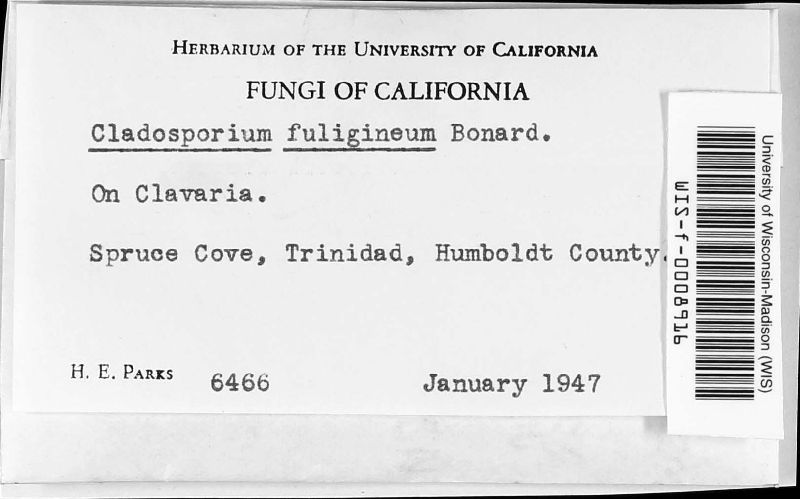 HERBARIUM OF THE UNIVERSITY OF CALIFORNIA
FUNGI OF CALIFORNIA
Cladosporium fuligineum Bonard.
On Clavaria.
Spruce Cove, Trinidad, Humboldt County.
H. E. PARKS 6466 January 1947
WIS-f-0008916
University of Wisconsin-Madison (WIS)